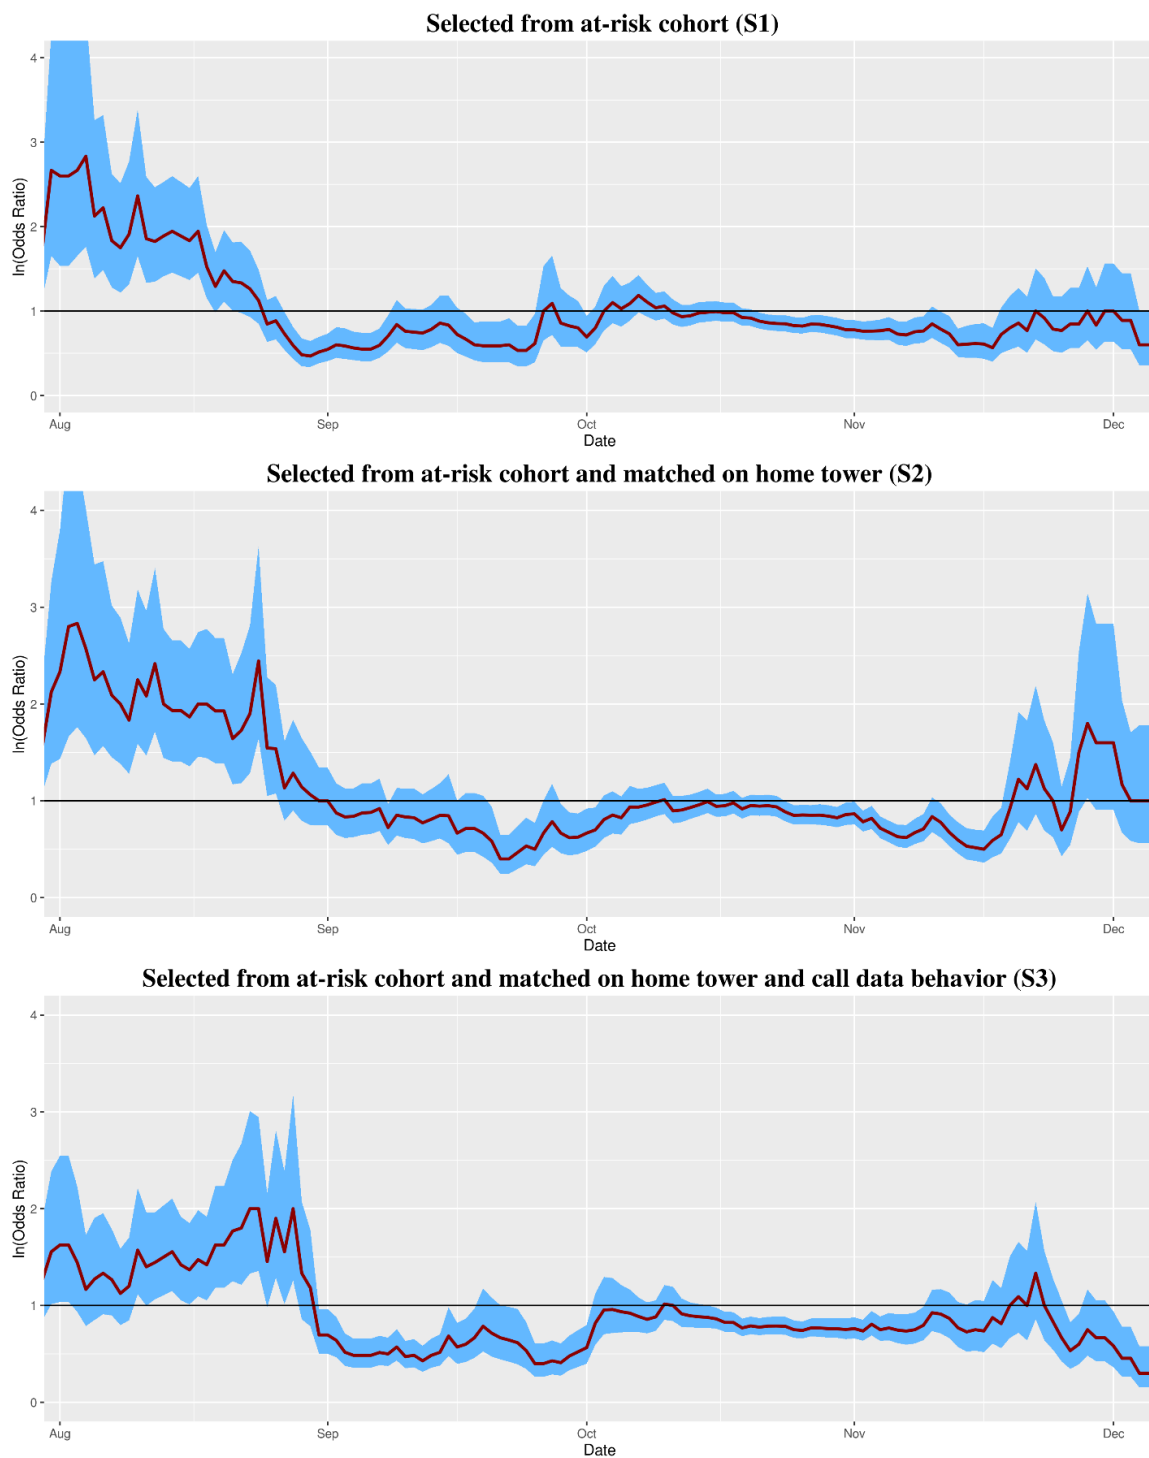 Selected from at-risk cohort (S1)
ln(Odds Ratio)
4
3
2
1
0
Aug Sep Oct Nov Dec
Date
Selected from at-risk cohort and matched on home tower (S2)
ln(Odds Ratio)
4
3
2
1
0
Aug Sep Oct Nov Dec
Date
Selected from at-risk cohort and matched on home tower and call data behavior (S3)
ln(Odds Ratio)
4
3
2
1
0
Aug Sep Oct Nov Dec
Date